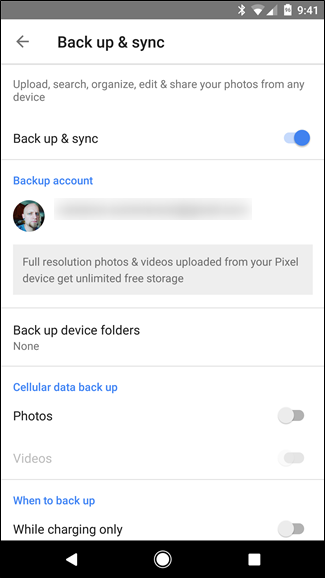 9:41
Back up & sync
Upload, search, organize, edit & share your photos from any
device
Back up & sync
Backup account
Full resolution photos & videos uploaded from your Pixel
device get unlimited free storage
Back up device folders
None
Cellular data back up
Photos
Videos
When to back up
While charging only